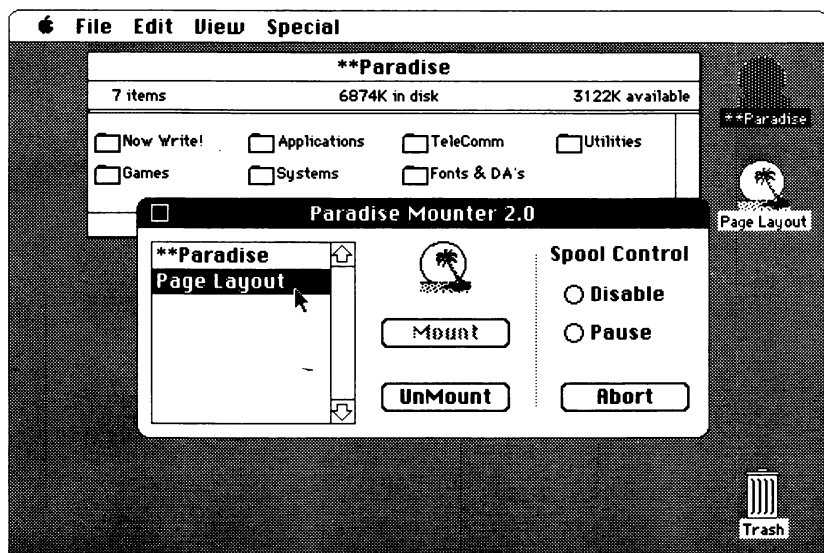 File Edit View Special
**Paradise
7 items 6874K in disk 3122K available
Now Write! Applications TeleComm Utilities
Games Systems Fonts & DA's
**Paradise
Page Layout
Paradise Mounter 2.0
**Paradise
Page Layout
Mount
UnMount
Spool Control
Disable
Pause
Abort
Trash